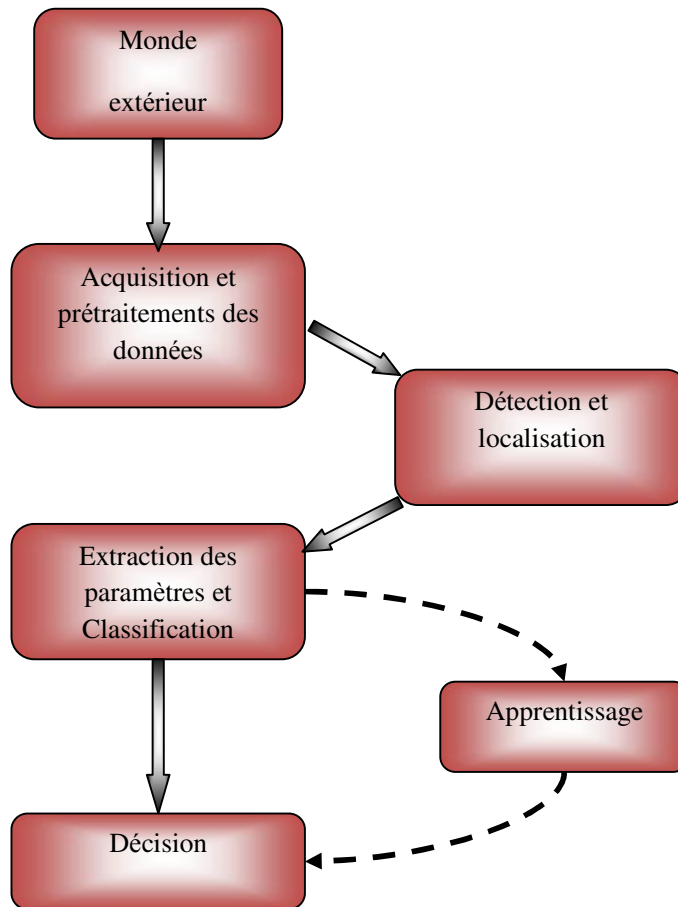 Monde
extérieur
Acquisition et
prétraitements des
données
Détection et
localisation
Extraction des
paramètres et
Classification
Apprentissage
Décision